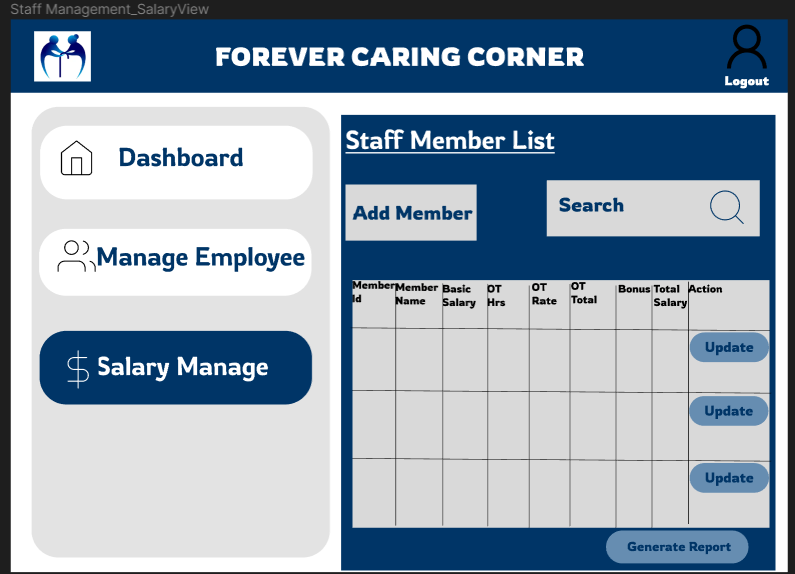 Staff Management_SalaryView
FOREVER CARING CORNER
Logout
Dashboard
Manage Employee
Salary Manage
Staff Member List
Add Member
Search
Member Id
Member Name
Basic Salary
OT Hrs
OT Rate
OT Total
Bonus
Total Salary
Action
Update
Update
Update
Generate Report